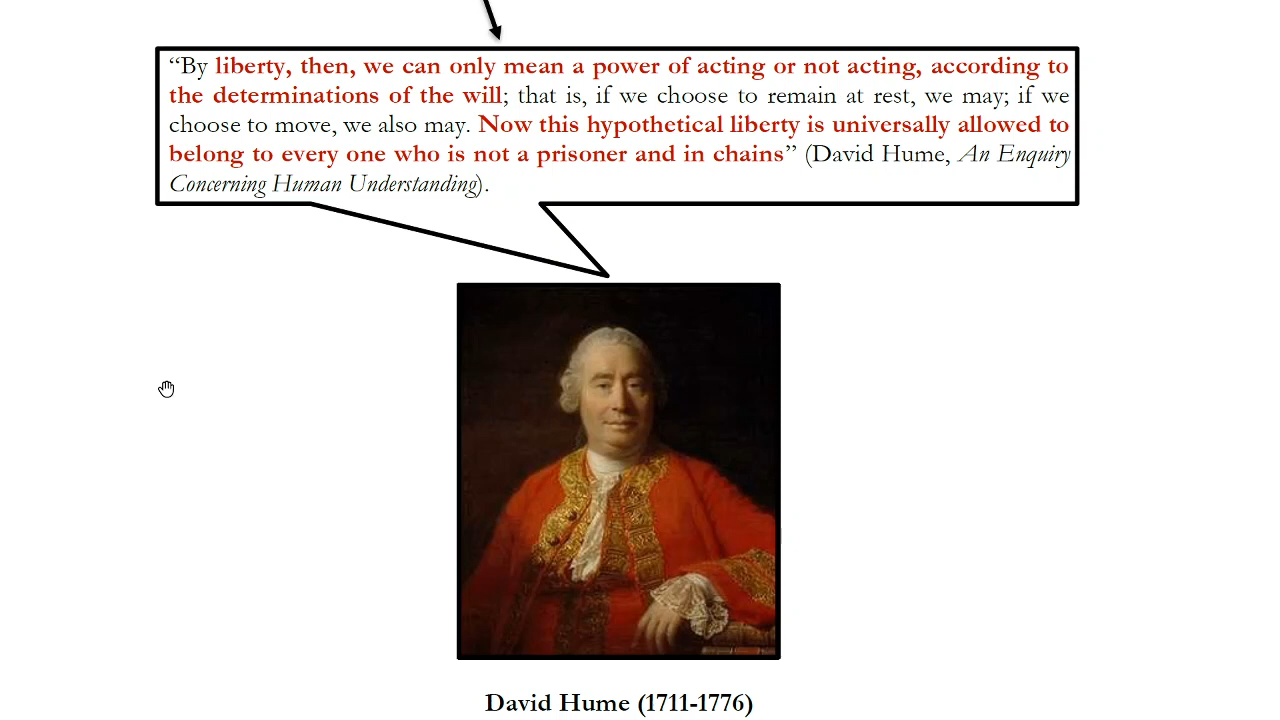 “By liberty, then, we can only mean a power of acting or not acting, according to
the determinations of the will; that is, if we choose to remain at rest, we may; if we
choose to move, we also may. Now this hypothetical liberty is universally allowed to
belong to every one who is not a prisoner and in chains” (David Hume, An Enquiry
Concerning Human Understanding).
David Hume (1711-1776)